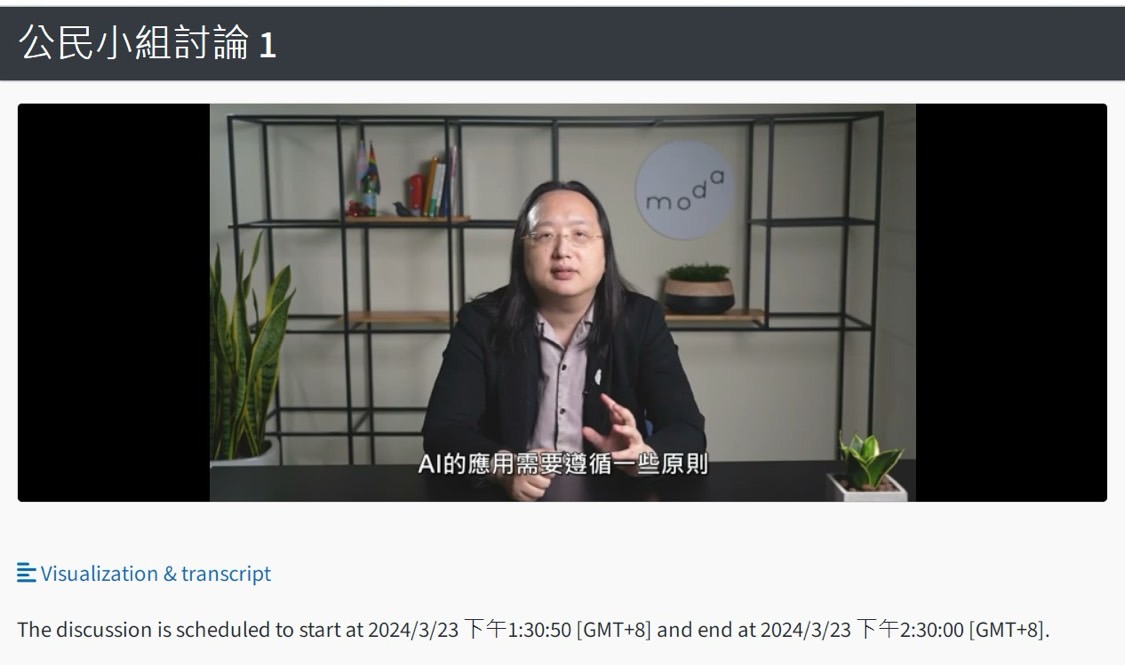 公民小組討論 1
moda
AI的應用需要遵循一些原則
Visualization & transcript
The discussion is scheduled to start at 2024/3/23 下午1:30:50 [GMT+8] and end at 2024/3/23 下午2:30:00 [GMT+8].